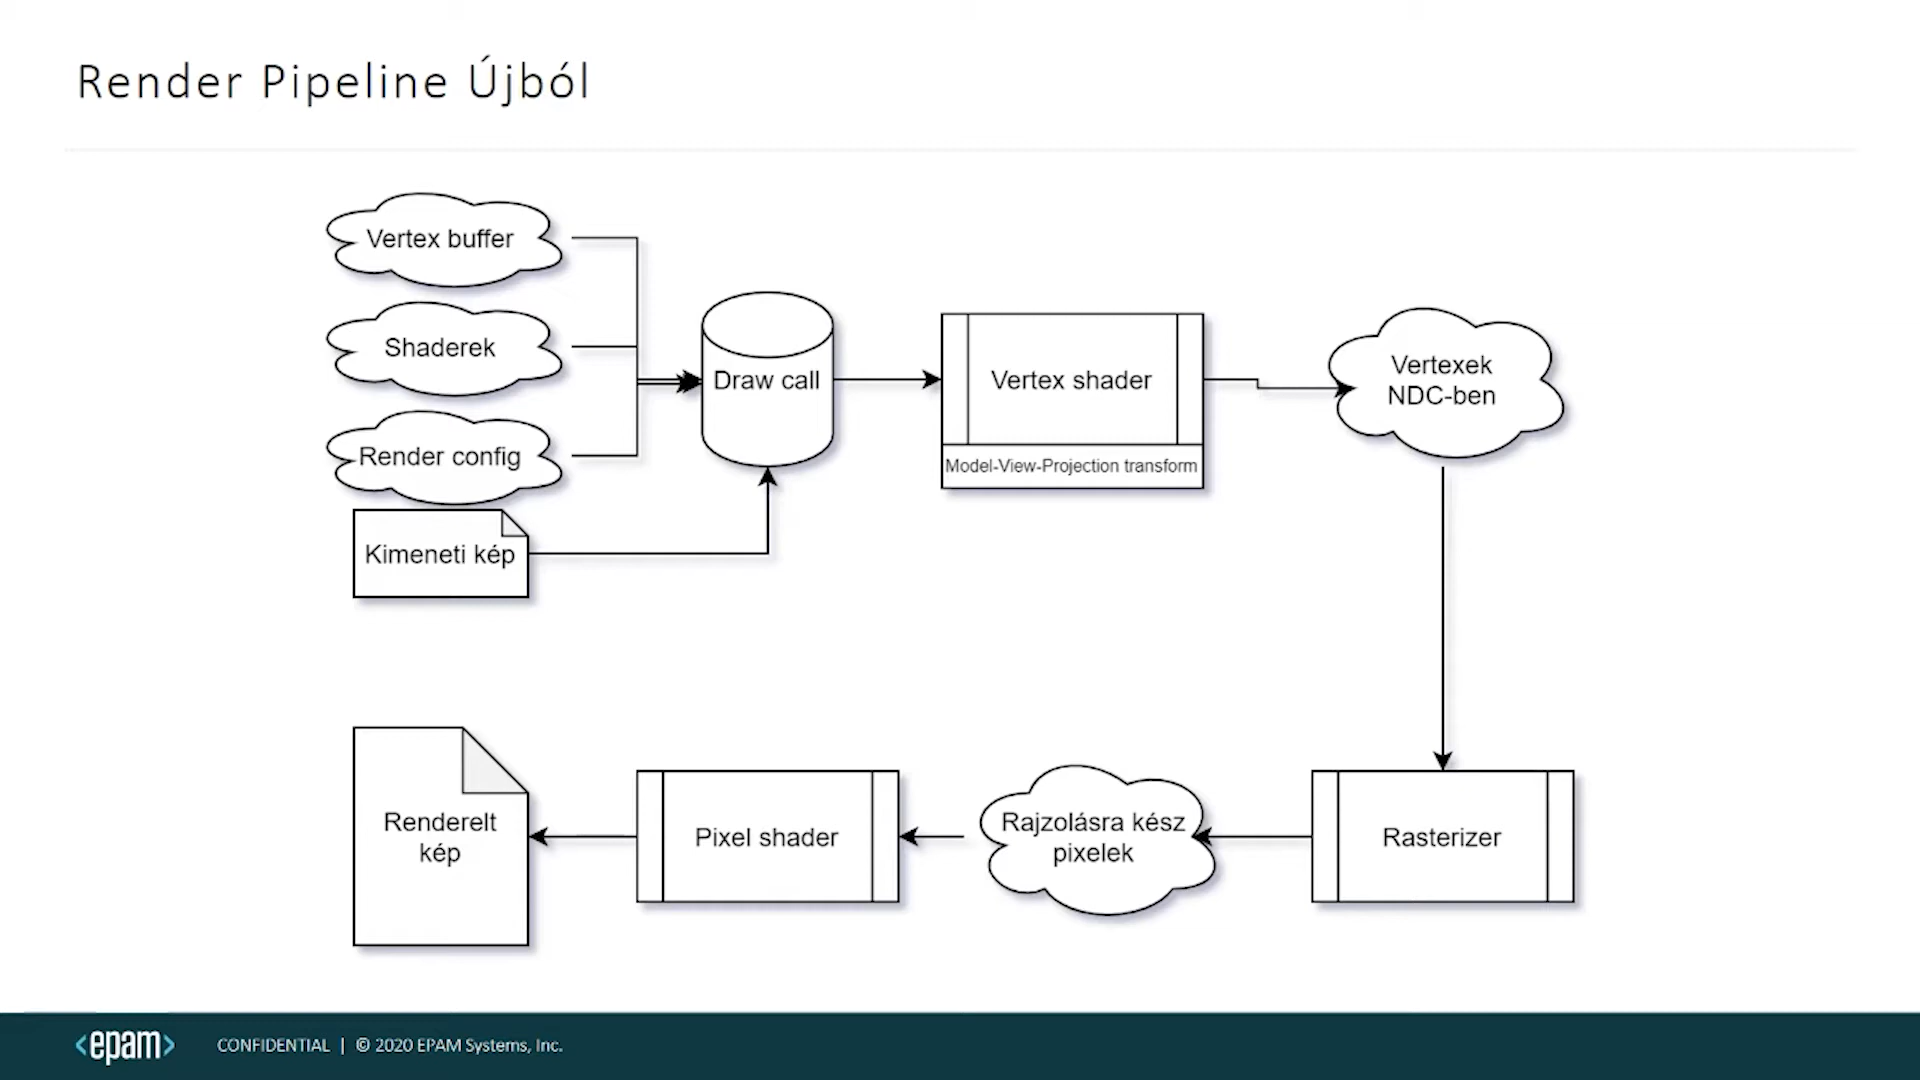 Render Pipeline Újból
Vertex buffer
Shaderek
Render config
Kimeneti kép
Draw call
Vertex shader
Model-View-Projection transform
Vertexek
NDC-ben
Rasterizer
Rajzolásra kész
pixelek
Pixel shader
Renderelt
kép
<epam> CONFIDENTIAL | © 2020 EPAM Systems, Inc.